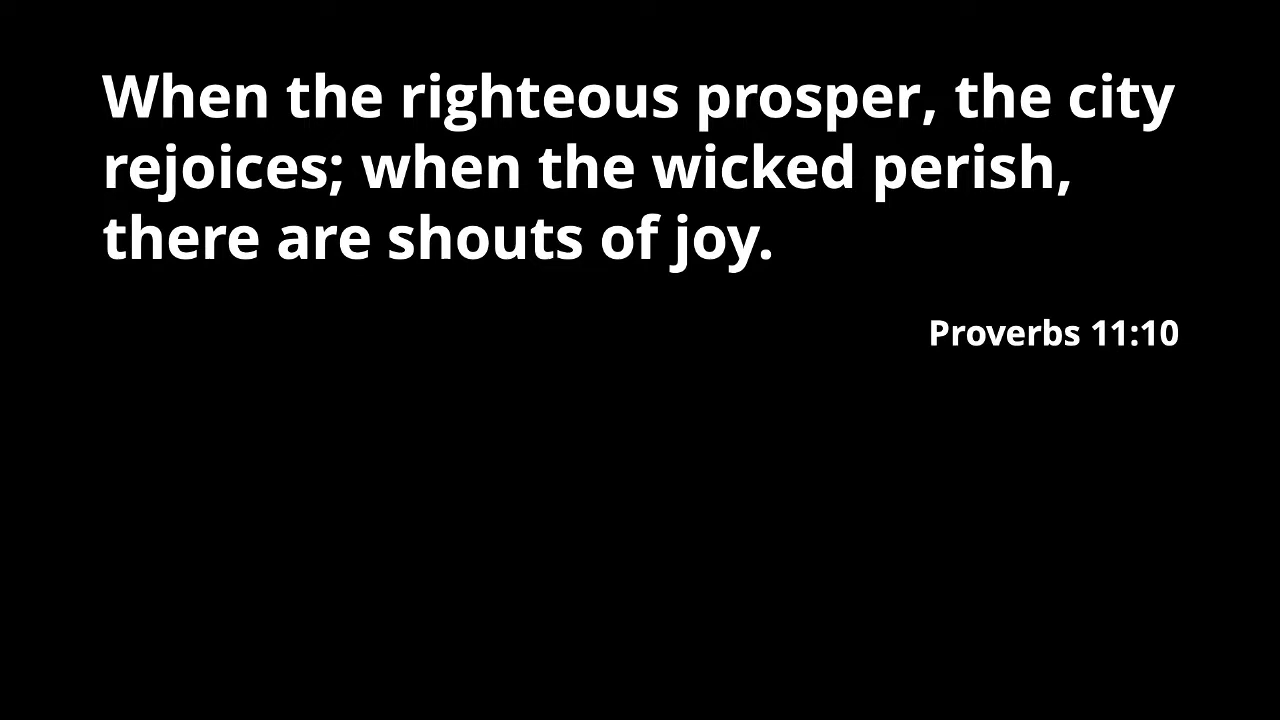 When the righteous prosper, the city
rejoices; when the wicked perish,
there are shouts of joy.
Proverbs 11:10